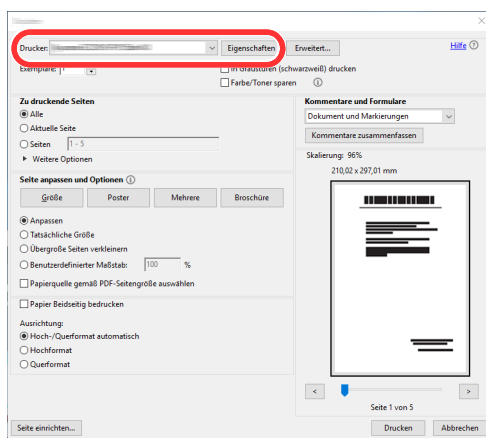 Drucker:
Eigenschaften
Erweitert...
Hilfe
Exemplare: 1
In Graustufen (schwarzweiß) drucken
Farbe/Toner sparen
Zu druckende Seiten
Alle
Aktuelle Seite
Seiten 1 - 5
Weitere Optionen
Seite anpassen und Optionen
Größe Poster Mehrere Broschüre
Anpassen
Tatsächliche Größe
Übergroße Seiten verkleinern
Benutzerdefinierter Maßstab: 100 %
Papierquelle gemäß PDF-Seitengröße auswählen
Papier Beidseitig bedrucken
Ausrichtung:
Hoch-/Querformat automatisch
Hochformat
Querformat
Kommentare und Formulare
Dokument und Markierungen
Kommentare zusammenfassen
Skalierung: 96%
210,02 x 297,01 mm
< >
Seite 1 von 5
Seite einrichten...
Drucken Abbrechen